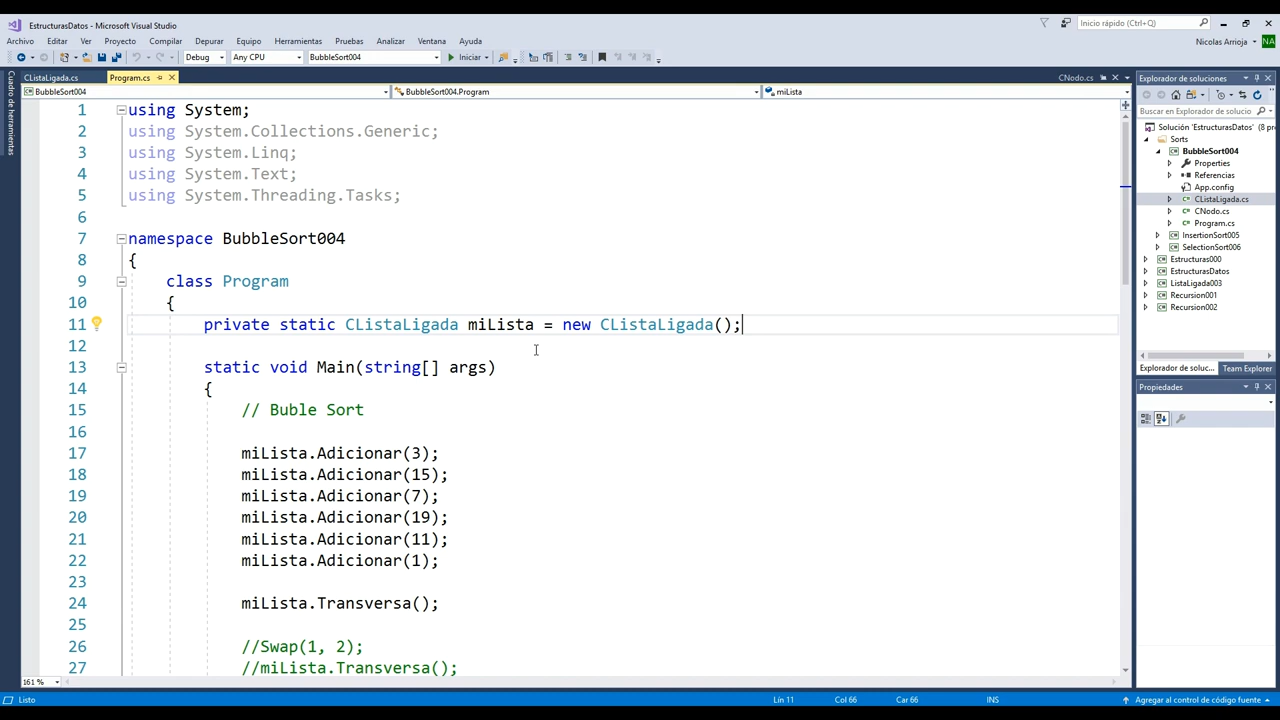 EstructurasDatos - Microsoft Visual Studio
Inicio rápido (Ctrl+Q)
Archivo Editar Ver Proyecto Compilar Depurar Equipo Herramientas Pruebas Analizar Ventana Ayuda
Nicolas Arrioja NA
Debug Any CPU BubbleSort004 Iniciar
Cuadro de herramientas
CListaLigada.cs Program.cs CNodo.cs
BubbleSort004 BubbleSort004.Program miLista
1 using System;
2 using System.Collections.Generic;
3 using System.Linq;
4 using System.Text;
5 using System.Threading.Tasks;
6
7 namespace BubbleSort004
8 {
9 class Program
10 {
11 private static CListaLigada miLista = new CListaLigada();
12
13 static void Main(string[] args)
14 {
15 // Buble Sort
16
17 miLista.Adicionar(3);
18 miLista.Adicionar(15);
19 miLista.Adicionar(7);
20 miLista.Adicionar(19);
21 miLista.Adicionar(11);
22 miLista.Adicionar(1);
23
24 miLista.Transversa();
25
26 //Swap(1, 2);
27 //miLista.Transversa();
161 %
Explorador de soluciones
Buscar en Explorador de solucio
Solución 'EstructurasDatos' (8 pr
Sorts
BubbleSort004
Properties
Referencias
App.config
CListaLigada.cs
CNodo.cs
Program.cs
InsertionSort005
SelectionSort006
Estructuras000
EstructurasDatos
ListaLigada003
Recursion001
Recursion002
Explorador de soluc... Team Explorer
Propiedades
Listo Lín 11 Col 66 Car 66 INS Agregar al control de código fuente